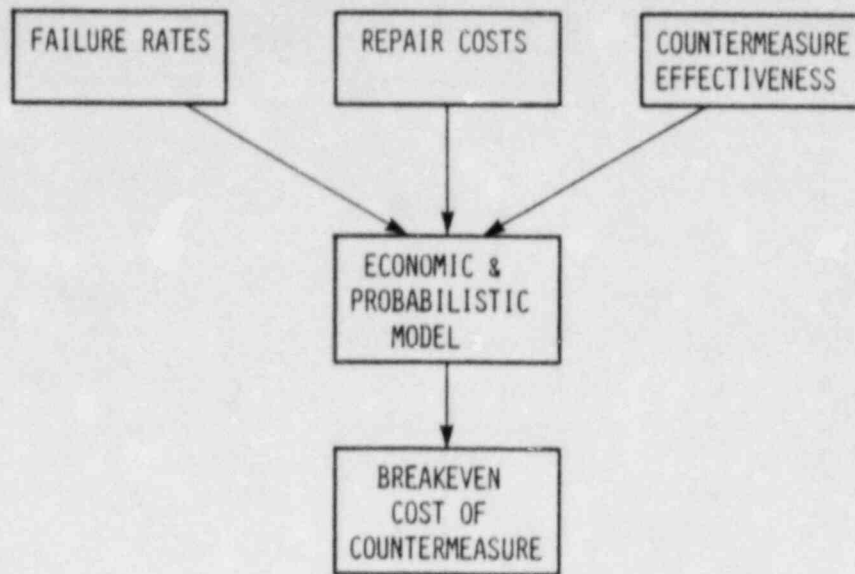 FAILURE RATES
REPAIR COSTS
COUNTERMEASURE
EFFECTIVENESS
ECONOMIC &
PROBABILISTIC
MODEL
BREAKEVEN
COST OF
COUNTERMEASURE